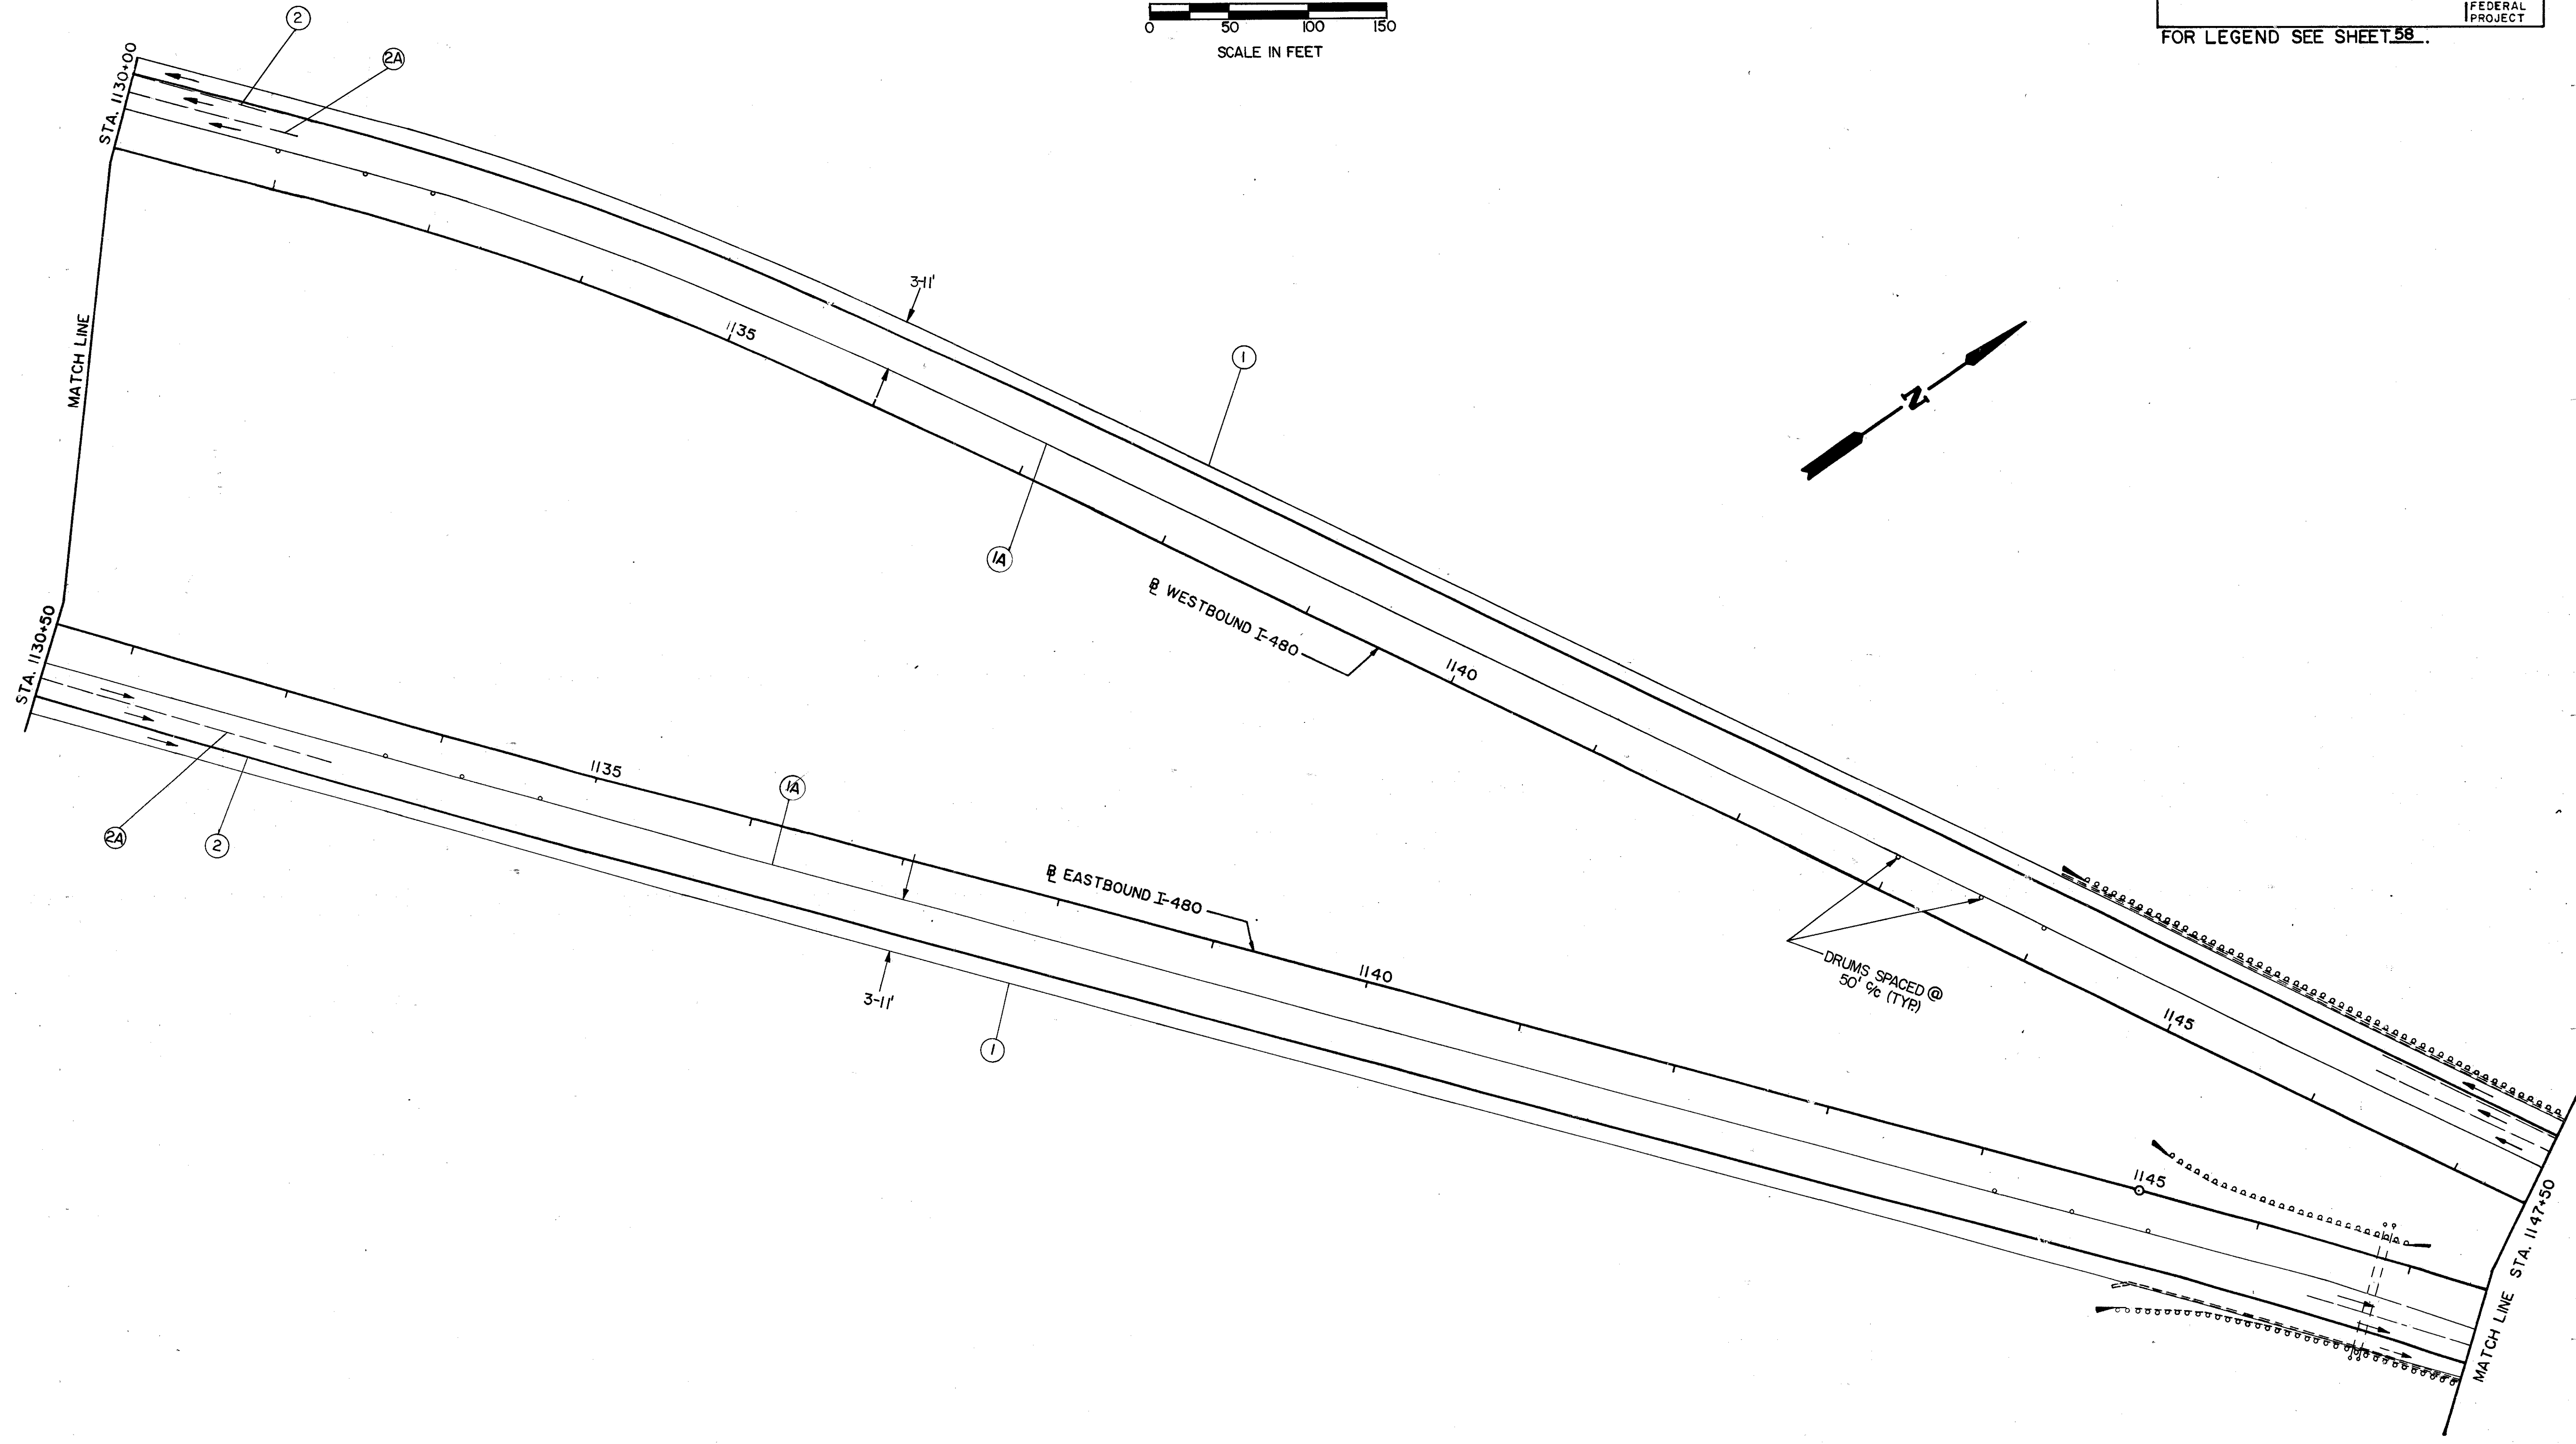 0 50 100 150
SCALE IN FEET
FEDERAL
PROJECT
FOR LEGEND SEE SHEET 58.
2
2A
STA. 1130+00
MATCH LINE
3-11'
1135
1
1A
N
℄ WESTBOUND I-480
1140
STA. 1130+50
1135
1A
2A
2
℄ EASTBOUND I-480
1140
3-11'
1
DRUMS SPACED @
50' c/c (TYP.)
1145
1145
MATCH LINE STA. 1147+50